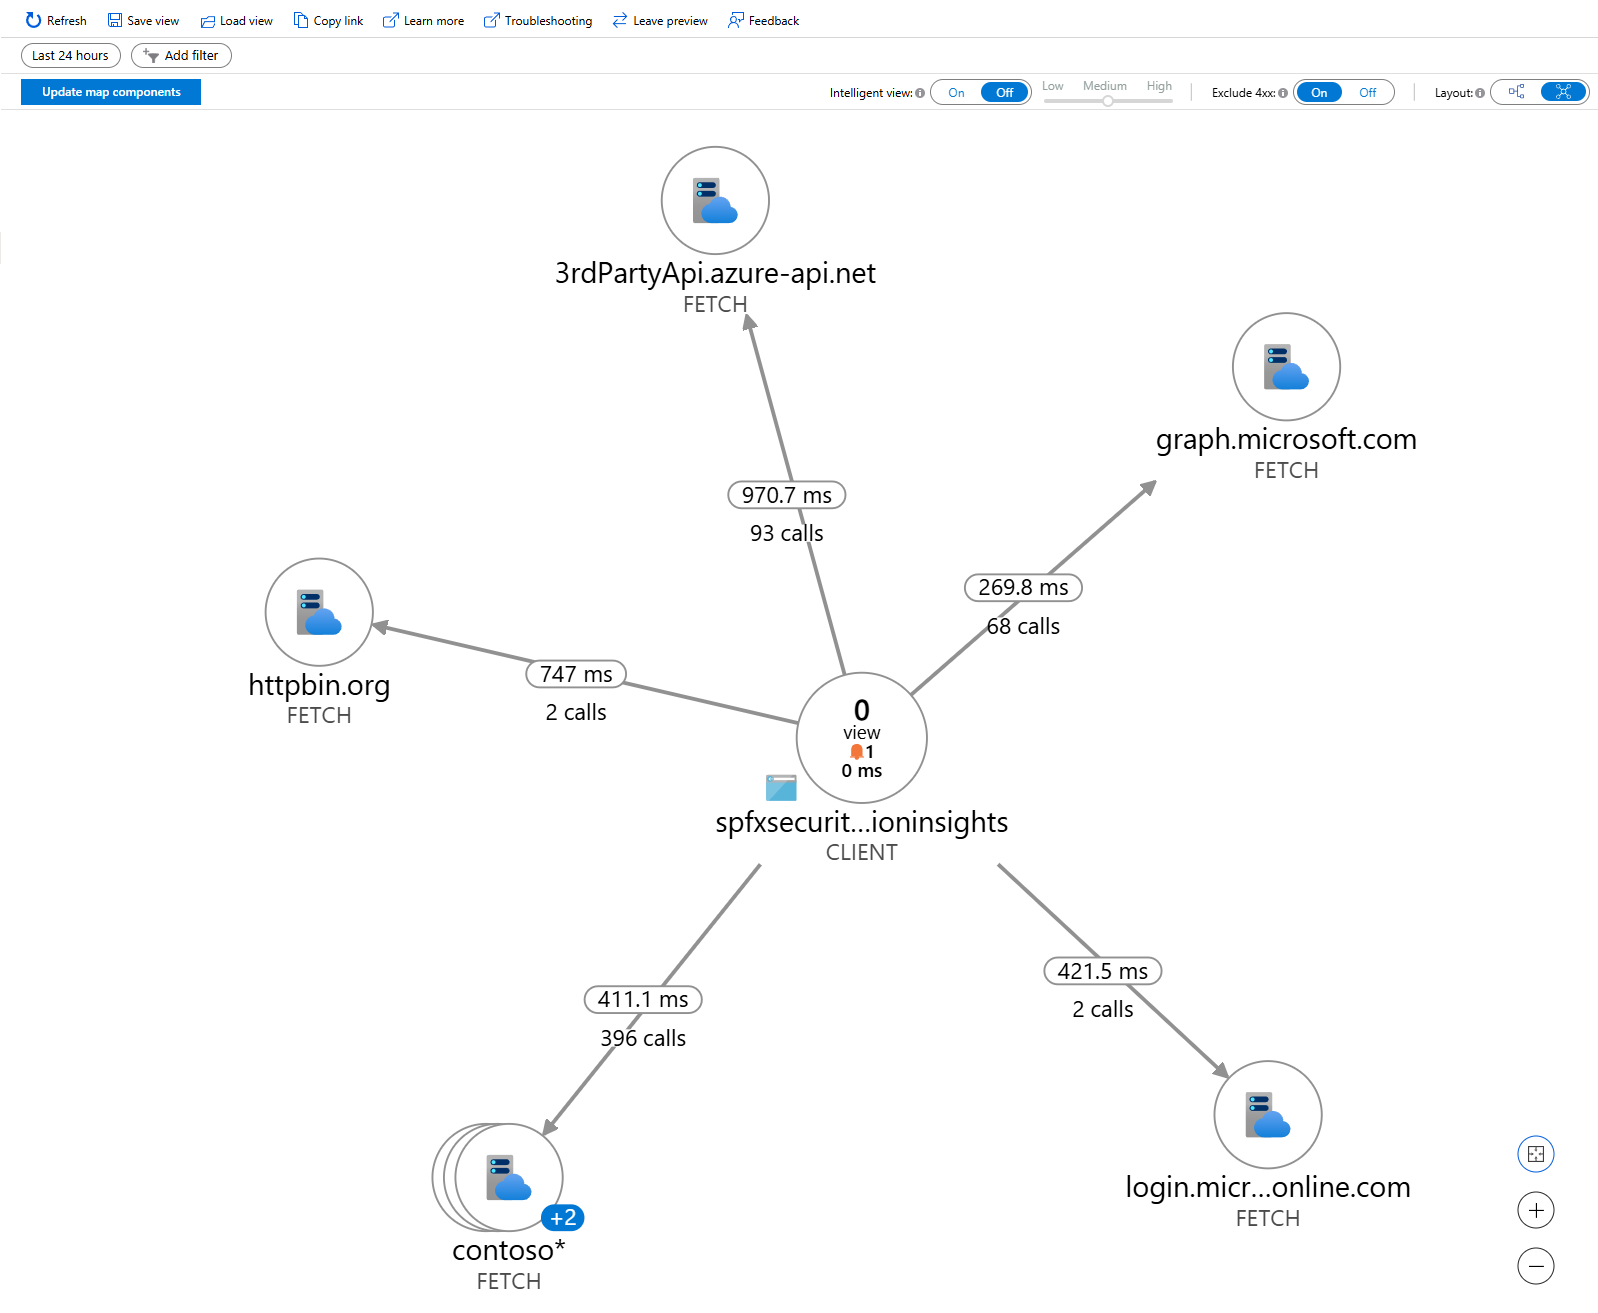 Refresh Save view Load view Copy link Learn more Troubleshooting Leave preview Feedback
Last 24 hours Add filter
Update map components Intelligent view: On Off Low Medium High Exclude 4xx: On Off Layout:
3rdPartyApi.azure-api.net
FETCH
graph.microsoft.com
FETCH
970.7 ms
93 calls
269.8 ms
68 calls
httpbin.org
FETCH
747 ms
2 calls
0
view
1
0 ms
spfxsecurit...ioninsights
CLIENT
411.1 ms
396 calls
421.5 ms
2 calls
login.micr...online.com
FETCH
+2
contoso*
FETCH